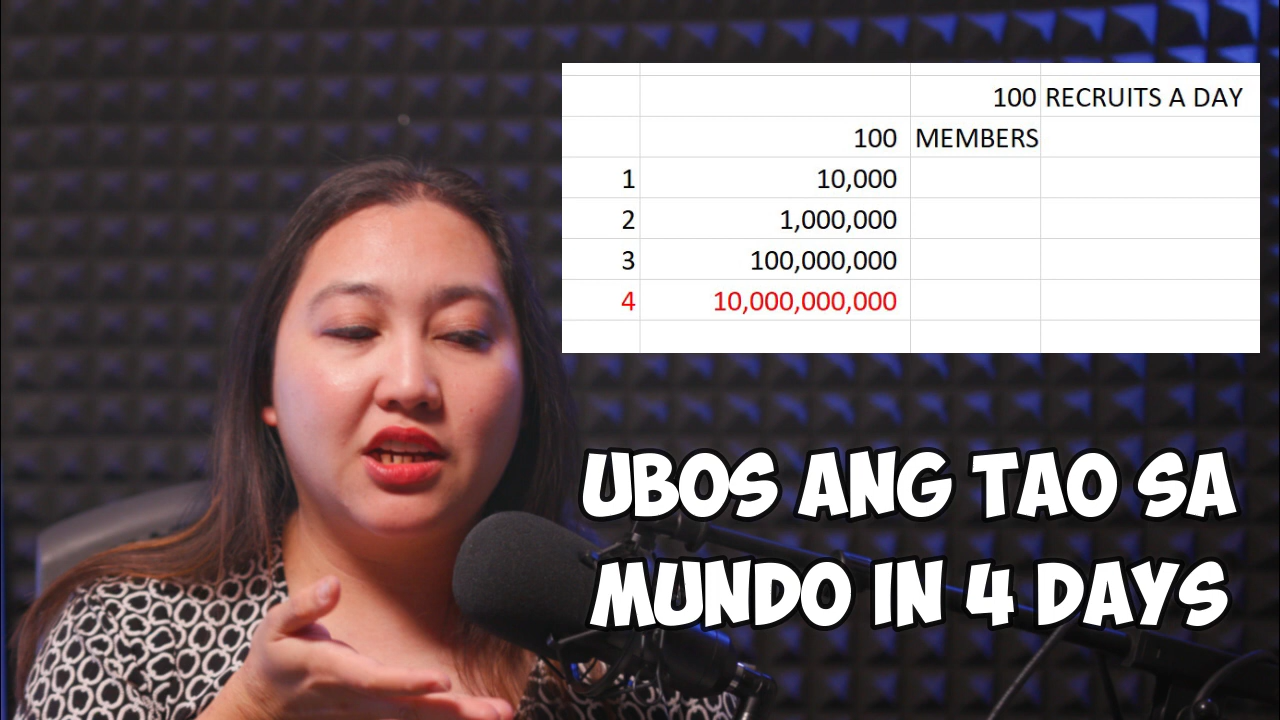 100 RECRUITS A DAY
100 MEMBERS
1 10,000
2 1,000,000
3 100,000,000
4 10,000,000,000
UBOS ANG TAO SA
MUNDO IN 4 DAYS